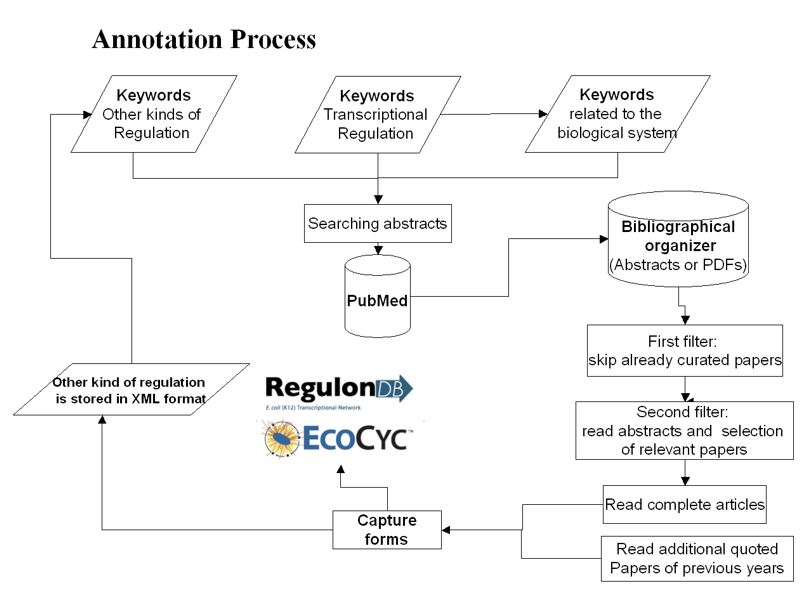 Annotation Process
Keywords
Other kinds of
Regulation
Keywords
Transcriptional
Regulation
Keywords
related to the
biological system
Searching abstracts
PubMed
Bibliographical
organizer
(Abstracts or PDFs)
First filter:
skip already curated papers
Second filter:
read abstracts and selection
of relevant papers
Read complete articles
Read additional quoted
Papers of previous years
Capture
forms
RegulonDB
E. coli (K12) Transcriptional Network
EcoCyc™
Other kind of regulation
is stored in XML format